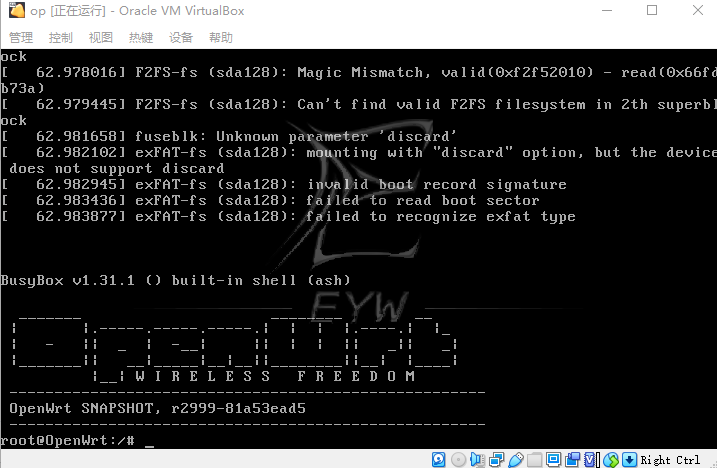 op [正在运行] - Oracle VM VirtualBox
管理 控制 视图 热键 设备 帮助
ock
[   62.978016] F2FS-fs (sda128): Magic Mismatch, valid(0xf2f52010) - read(0x66fd
b73a)
[   62.979445] F2FS-fs (sda128): Can't find valid F2FS filesystem in 2th superbl
ock
[   62.981658] fuseblk: Unknown parameter 'discard'
[   62.982102] exFAT-fs (sda128): mounting with "discard" option, but the device
 does not support discard
[   62.982945] exFAT-fs (sda128): invalid boot record signature
[   62.983436] exFAT-fs (sda128): failed to read boot sector
[   62.983877] exFAT-fs (sda128): failed to recognize exfat type
BusyBox v1.31.1 () built-in shell (ash)
EYW
OpenWrt
W I R E L E S S   F R E E D O M
-----------------------------------------------------
OpenWrt SNAPSHOT, r2999-81a53ead5
-----------------------------------------------------
root@OpenWrt:/# _
Right Ctrl